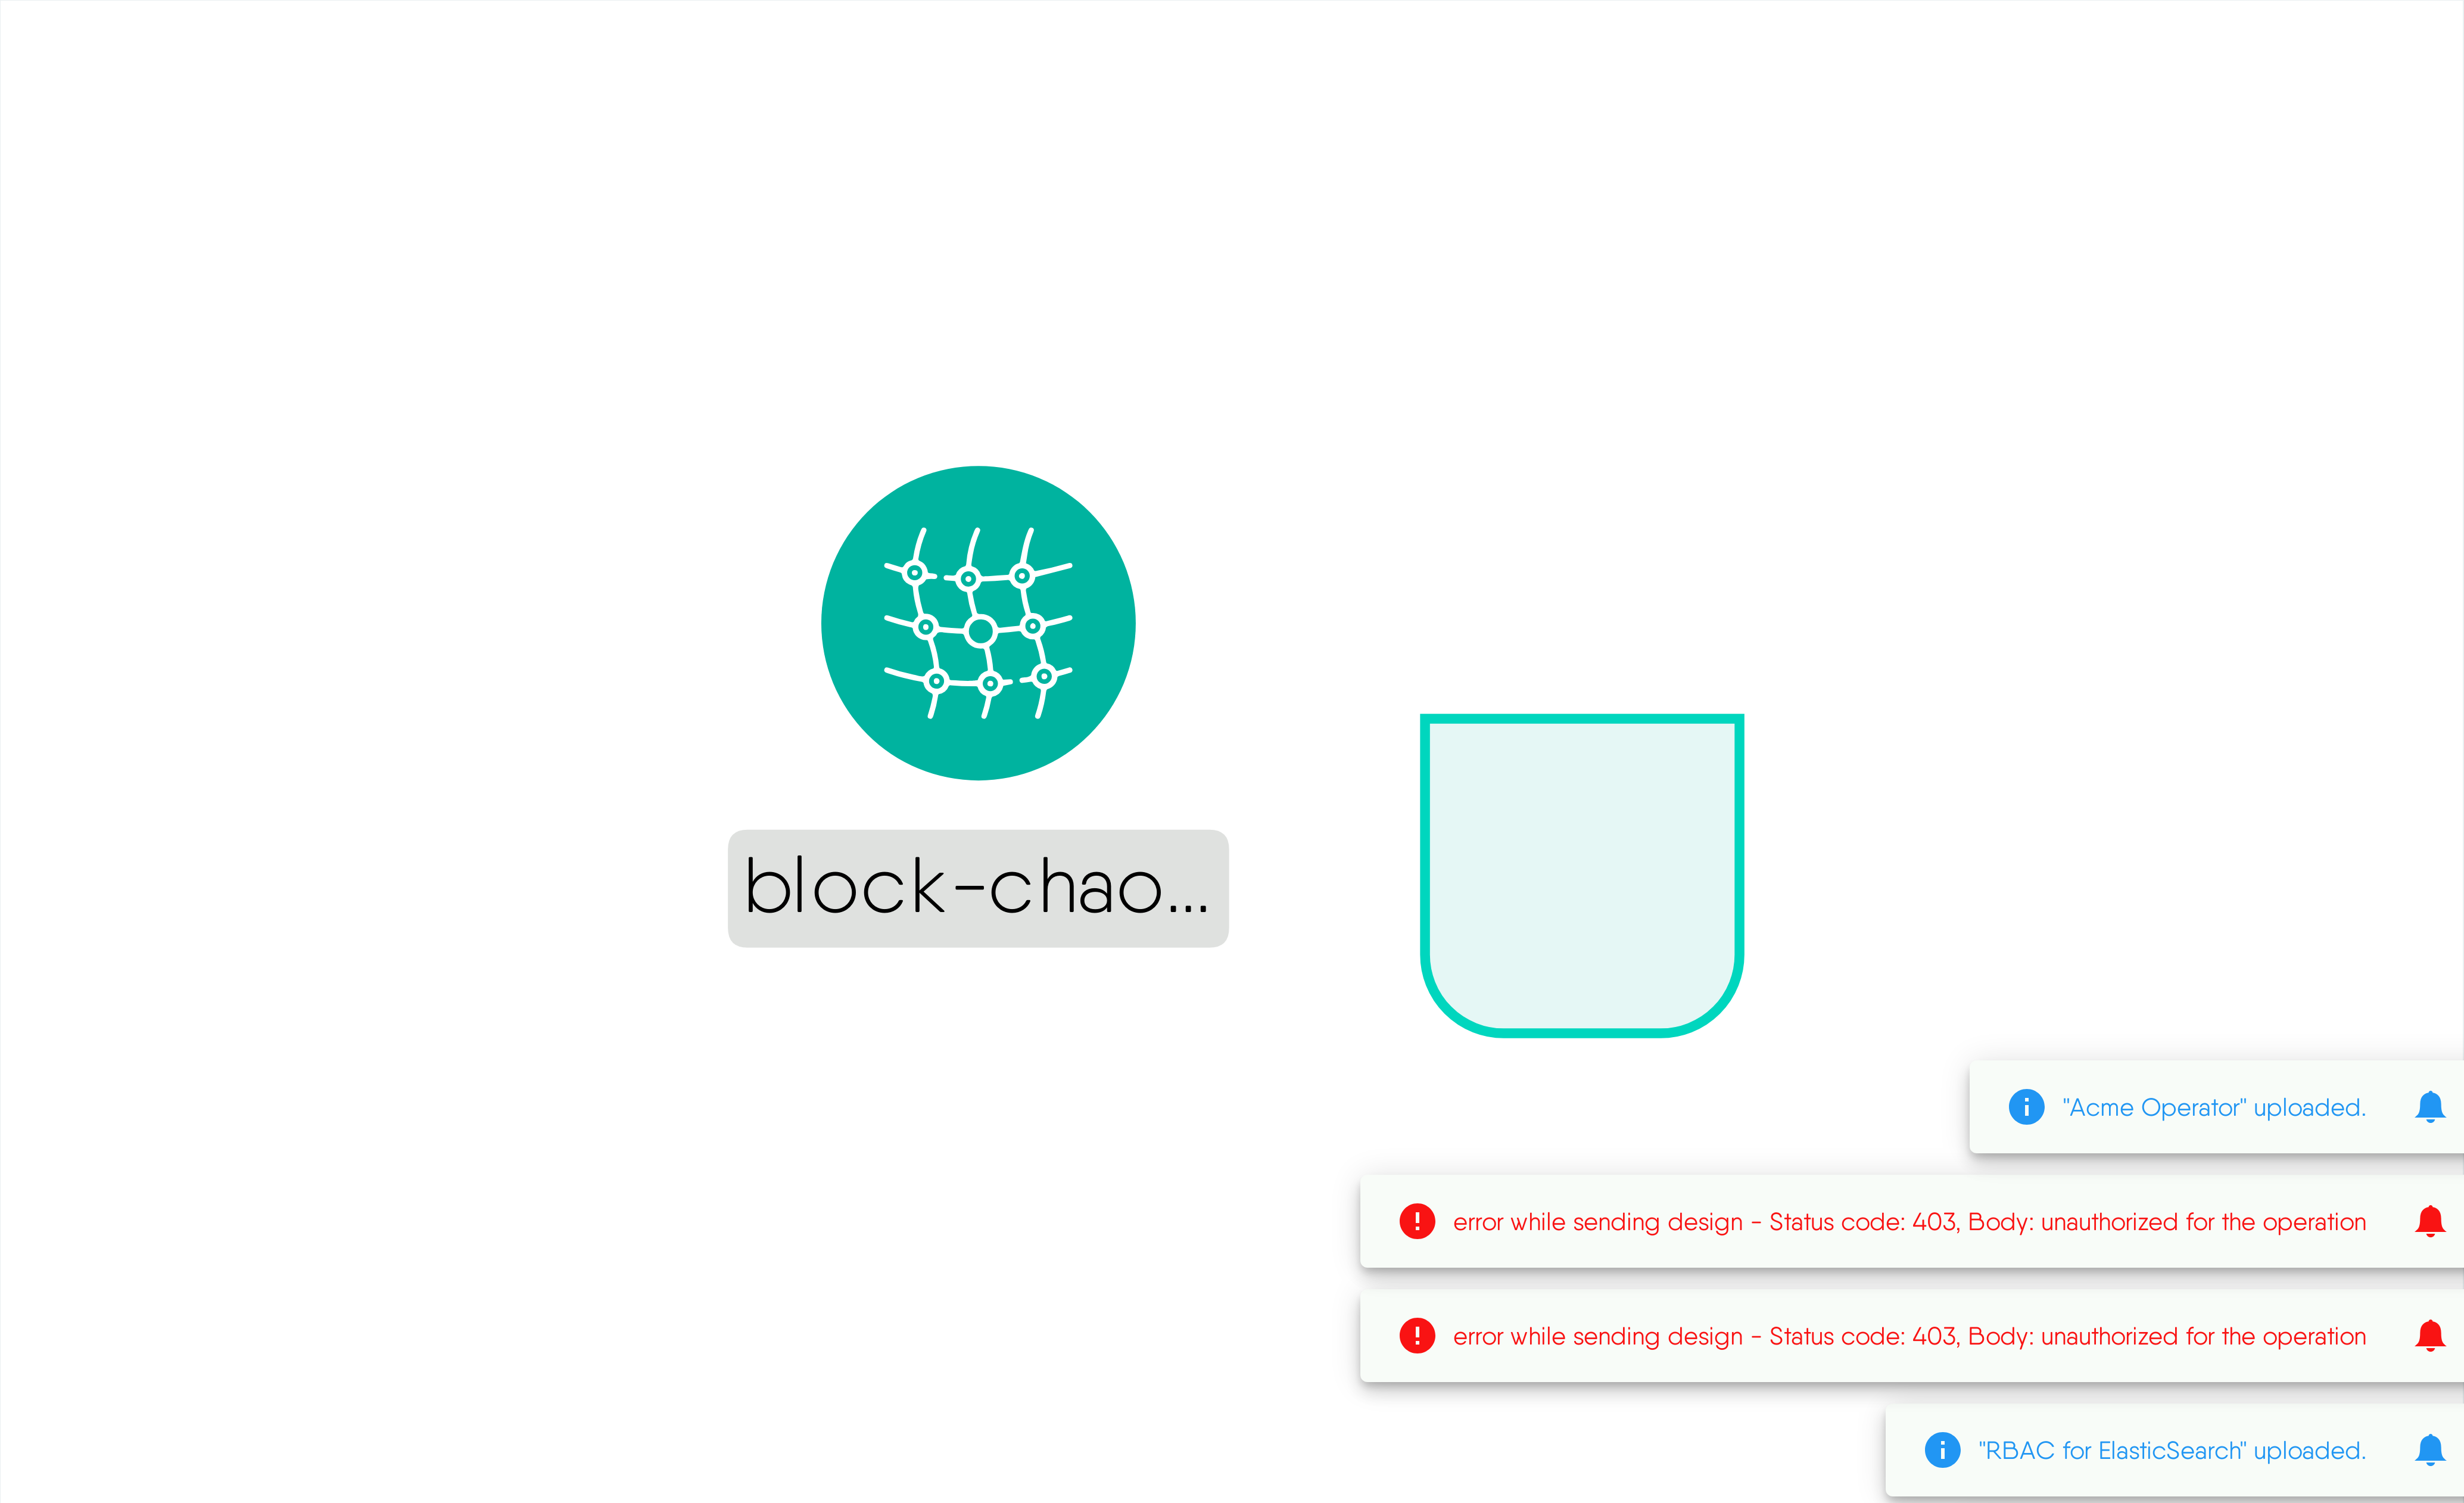 block-chao...
"Acme Operator" uploaded.
error while sending design - Status code: 403, Body: unauthorized for the operation
error while sending design - Status code: 403, Body: unauthorized for the operation
"RBAC for ElasticSearch" uploaded.